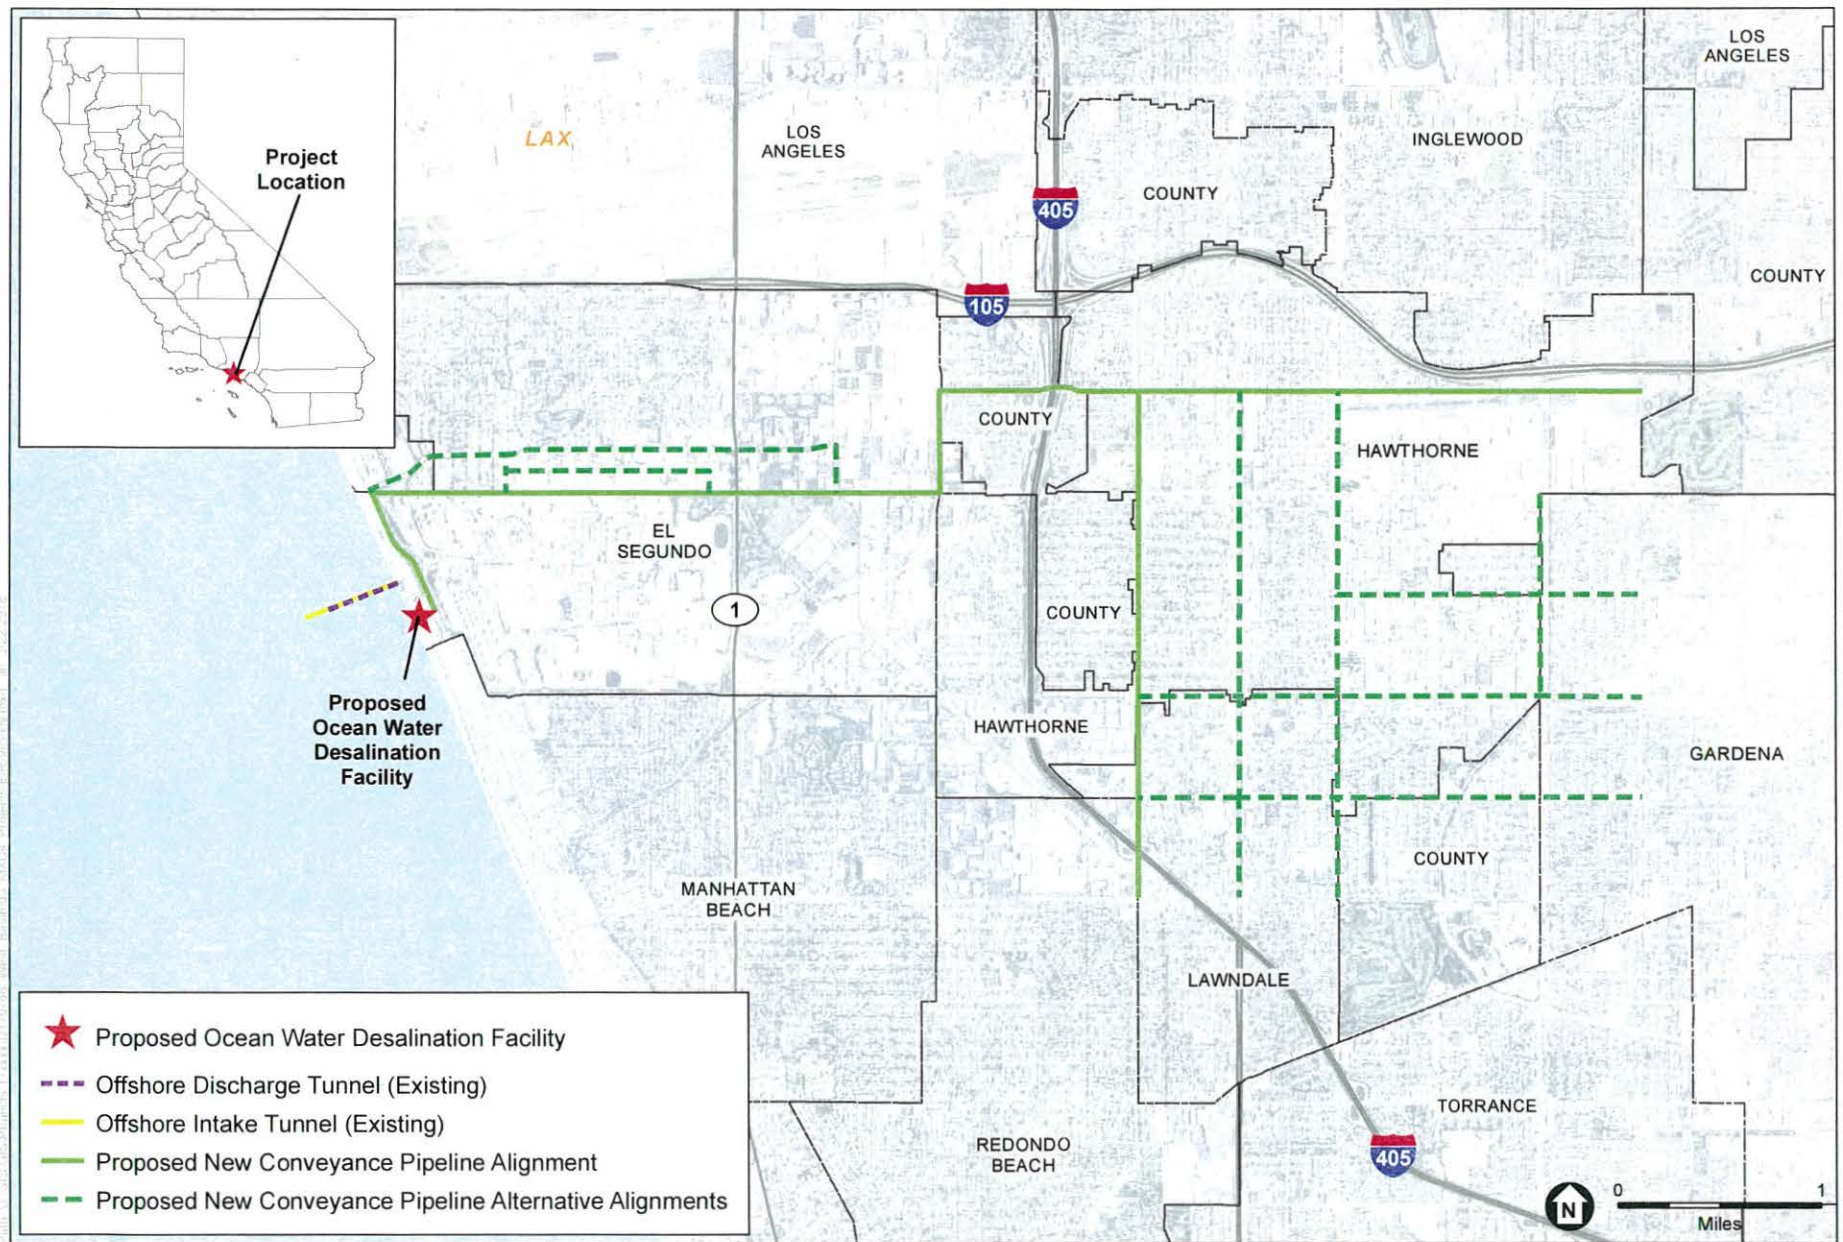 Project
Location
LAX
LOS
ANGELES
LOS
ANGELES
INGLEWOOD
COUNTY
405
COUNTY
105
COUNTY
HAWTHORNE
EL
SEGUNDO
1
COUNTY
Proposed
Ocean Water
Desalination
Facility
HAWTHORNE
GARDENA
COUNTY
MANHATTAN
BEACH
LAWNDALE
Proposed Ocean Water Desalination Facility
Offshore Discharge Tunnel (Existing)
Offshore Intake Tunnel (Existing)
Proposed New Conveyance Pipeline Alignment
Proposed New Conveyance Pipeline Alternative Alignments
TORRANCE
REDONDO
BEACH
405
N
0 1
Miles